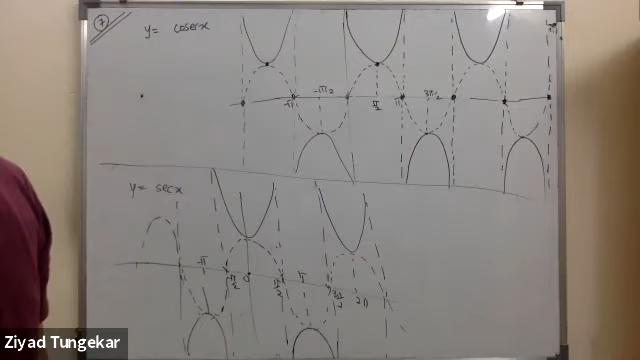 7
y= cosecx
-π
-π/2
π/2
π
3π/2
y= secx
-π
-π/2
0
π/2
π
3π/2
2π
Ziyad Tungekar